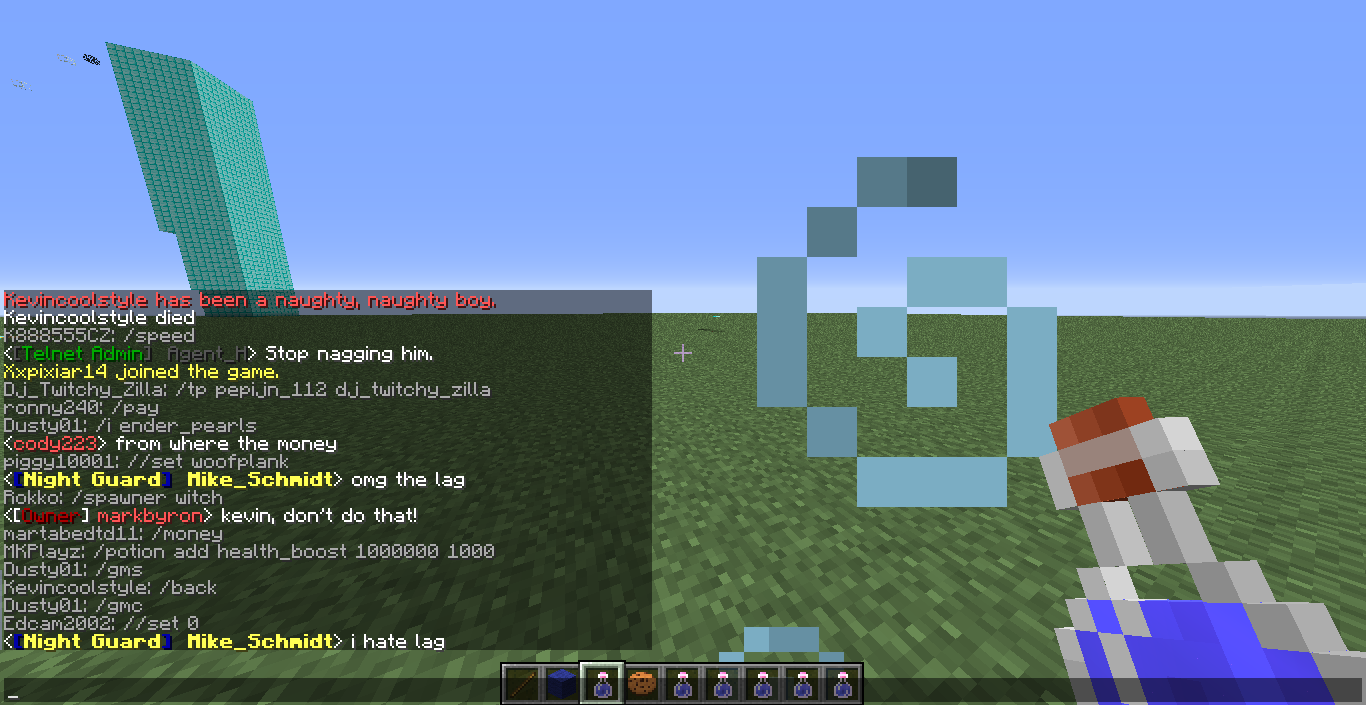 Kevincoolstyle has been a naughty, naughty boy.
Kevincoolstyle died
K888555CZ: /speed
<[Telnet Admin] Agent_H> Stop nagging him.
Xxpixiar14 joined the game.
D.j_Twitchy_Zilla: /tp pepijn_112 d.j_twitchy_zilla
ronny240: /pay
Dusty01: /i ender_pearls
<cody223> from where the money
piggy10001: //set woofplank
<[Night Guard] Mike_Schmidt> omg the lag
Rokko: /spawner witch
<[Owner] markbyron> kevin, don't do that!
martabedtd11: /money
MKPlayz: /potion add health_boost 1000000 1000
Dusty01: /gms
Kevincoolstyle: /back
Dusty01: /gmc
Edcam2002: //set 0
<[Night Guard] Mike_Schmidt> i hate lag
_